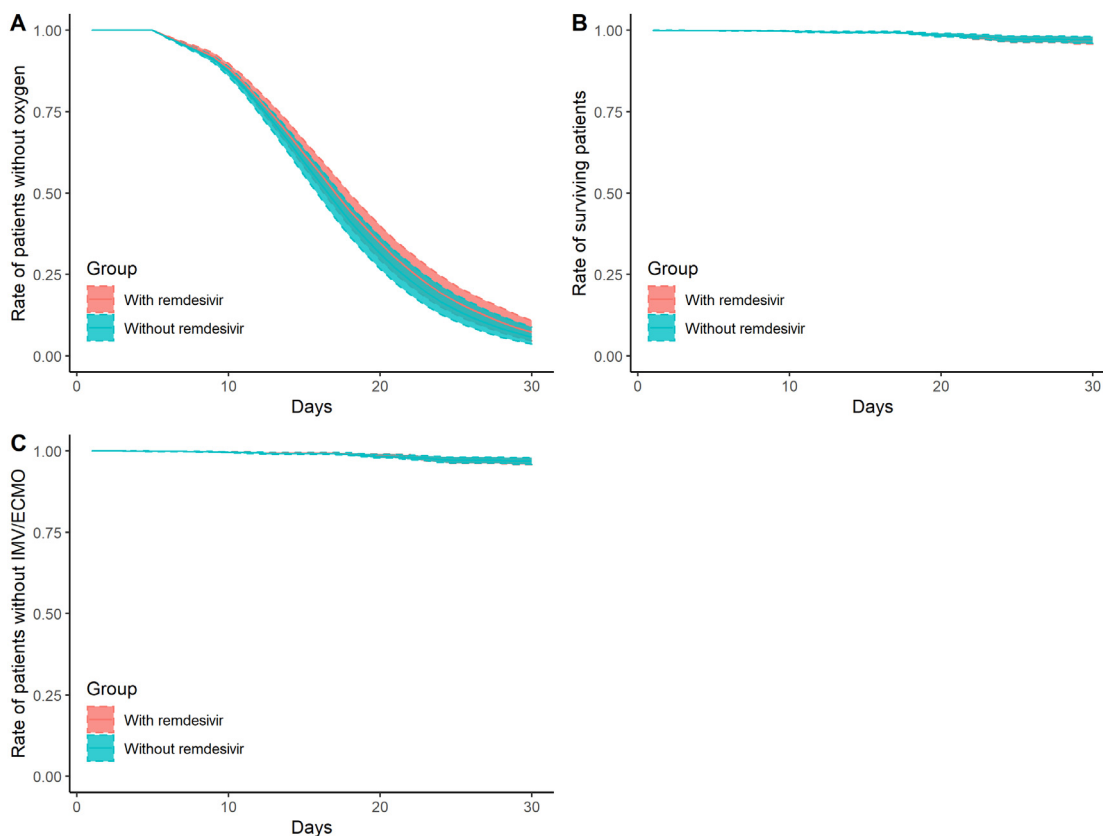 A
Rate of patients without oxygen
1.00
0.75
0.50
0.25
0.00
Group
With remdesivir
Without remdesivir
0
10
20
30
Days
B
Rate of surviving patients
1.00
0.75
0.50
0.25
0.00
Group
With remdesivir
Without remdesivir
0
10
20
30
Days
C
Rate of patients without IMV/ECMO
1.00
0.75
0.50
0.25
0.00
Group
With remdesivir
Without remdesivir
0
10
20
30
Days